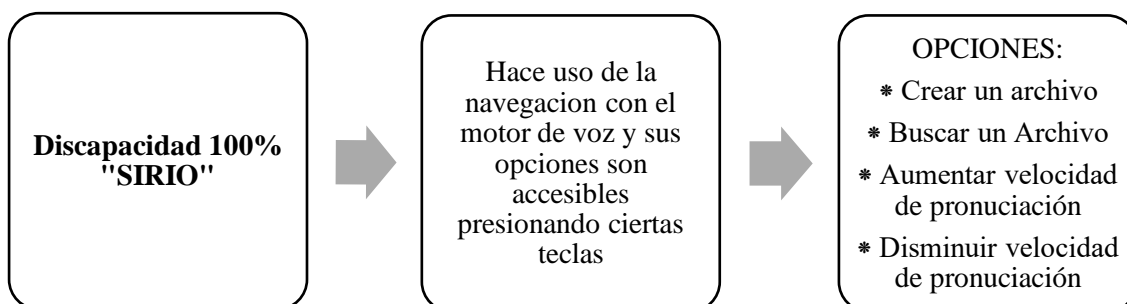 Discapacidad 100%
"SIRIO"
Hace uso de la
navegacion con el
motor de voz y sus
opciones son
accesibles
presionando ciertas
teclas
OPCIONES:
* Crear un archivo
* Buscar un Archivo
* Aumentar velocidad
de pronuciación
* Disminuir velocidad
de pronuciación